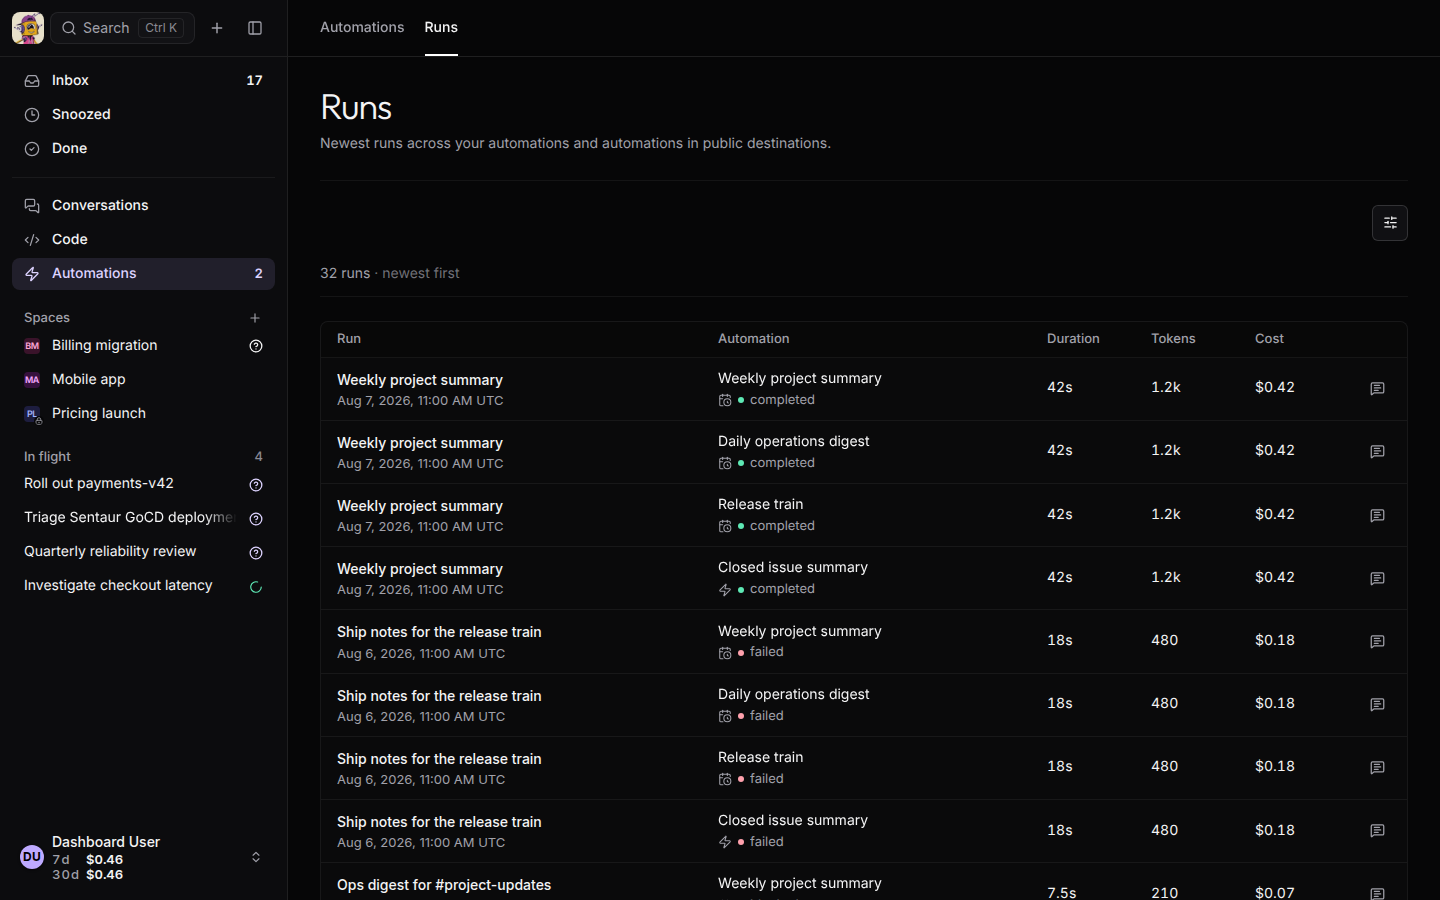 Search Ctrl K
Inbox 17
Snoozed
Done
Conversations
Code
Automations 2
Spaces
BM Billing migration
MA Mobile app
PL Pricing launch
In flight 4
Roll out payments-v42
Triage Sentaur GoCD deployme
Quarterly reliability review
Investigate checkout latency
DU Dashboard User
7d $0.46
30d $0.46
Automations Runs
Runs
Newest runs across your automations and automations in public destinations.
32 runs · newest first
Run Automation Duration Tokens Cost
Weekly project summary Weekly project summary 42s 1.2k $0.42
Aug 7, 2026, 11:00 AM UTC completed
Weekly project summary Daily operations digest 42s 1.2k $0.42
Aug 7, 2026, 11:00 AM UTC completed
Weekly project summary Release train 42s 1.2k $0.42
Aug 7, 2026, 11:00 AM UTC completed
Weekly project summary Closed issue summary 42s 1.2k $0.42
Aug 7, 2026, 11:00 AM UTC completed
Ship notes for the release train Weekly project summary 18s 480 $0.18
Aug 6, 2026, 11:00 AM UTC failed
Ship notes for the release train Daily operations digest 18s 480 $0.18
Aug 6, 2026, 11:00 AM UTC failed
Ship notes for the release train Release train 18s 480 $0.18
Aug 6, 2026, 11:00 AM UTC failed
Ship notes for the release train Closed issue summary 18s 480 $0.18
Aug 6, 2026, 11:00 AM UTC failed
Ops digest for #project-updates Weekly project summary 7.5s 210 $0.07